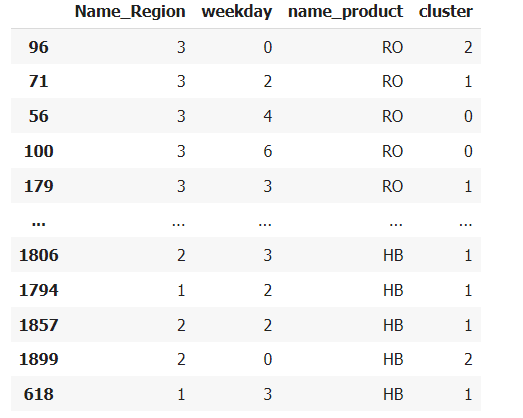 Name_Region weekday name_product cluster
96 3 0 RO 2
71 3 2 RO 1
56 3 4 RO 0
100 3 6 RO 0
179 3 3 RO 1
... ... ... ... ...
1806 2 3 HB 1
1794 1 2 HB 1
1857 2 2 HB 1
1899 2 0 HB 2
618 1 3 HB 1